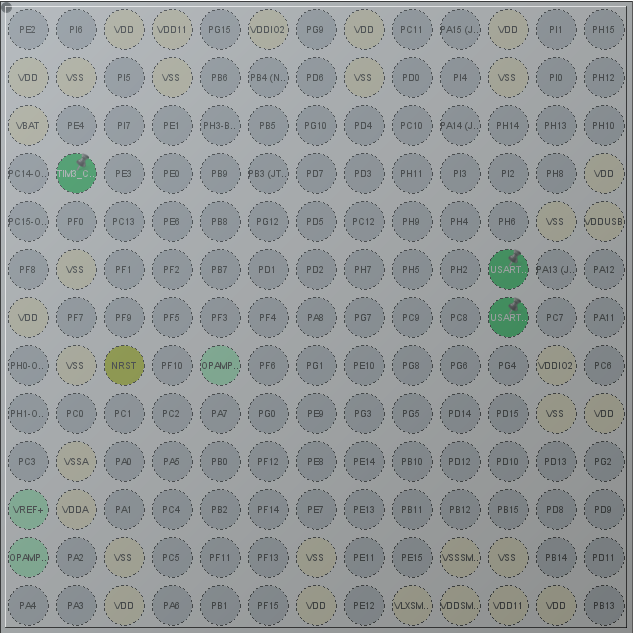 PE2 PI6 VDD VDD11 PG15 VDDIO2 PG9 VDD PC11 PA15 (J.. VDD PI1 PH15
VDD VSS PI5 VSS PB6 PB4 (N.. PD6 VSS PD0 PI4 VSS PI0 PH12
VBAT PE4 PI7 PE1 PH3-B.. PB5 PG10 PD4 PC10 PA14 (J.. PH14 PH13 PH10
PC14-O.. TIM3_C.. PE3 PE0 PB9 PB3 (JT.. PD7 PD3 PH11 PI3 PI2 PH8 VDD
PC15-O.. PF0 PC13 PE6 PB8 PG12 PD5 PC12 PH9 PH4 PH6 VSS VDDUSB
PF8 VSS PF1 PF2 PB7 PD1 PD2 PH7 PH5 PH2 USART.. PA13 (J.. PA12
VDD PF7 PF9 PF5 PF3 PF4 PA8 PG7 PC9 PC8 USART.. PC7 PA11
PH0-O.. VSS NRST PF10 OPAMP.. PF6 PG1 PE10 PG8 PG6 PG4 VDDIO2 PC6
PH1-O.. PC0 PC1 PC2 PA7 PG0 PE9 PG3 PG5 PD14 PD15 VSS VDD
PC3 VSSA PA0 PA5 PB0 PF12 PE8 PE14 PB10 PD12 PD10 PD13 PG2
VREF+ VDDA PA1 PC4 PB2 PF14 PE7 PE13 PB11 PB12 PB15 PD8 PD9
OPAMP.. PA2 VSS PC5 PF11 PF13 VSS PE11 PE15 VSSSM.. VSS PB14 PD11
PA4 PA3 VDD PA6 PB1 PF15 VDD PE12 VLXSM.. VDDSM.. VDD11 VDD PB13